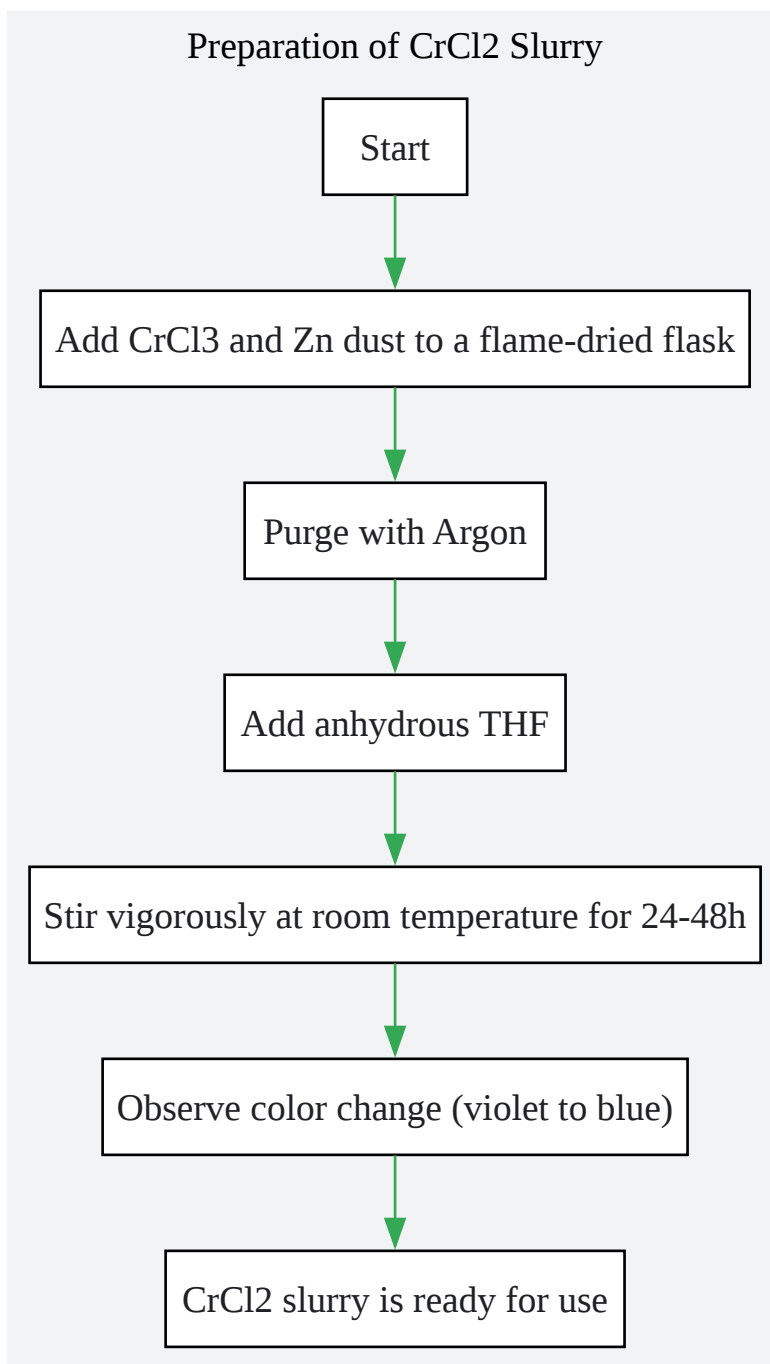 Preparation of CrCl2 Slurry
Start
Add CrCl3 and Zn dust to a flame-dried flask
Purge with Argon
Add anhydrous THF
Stir vigorously at room temperature for 24-48h
Observe color change (violet to blue)
CrCl2 slurry is ready for use